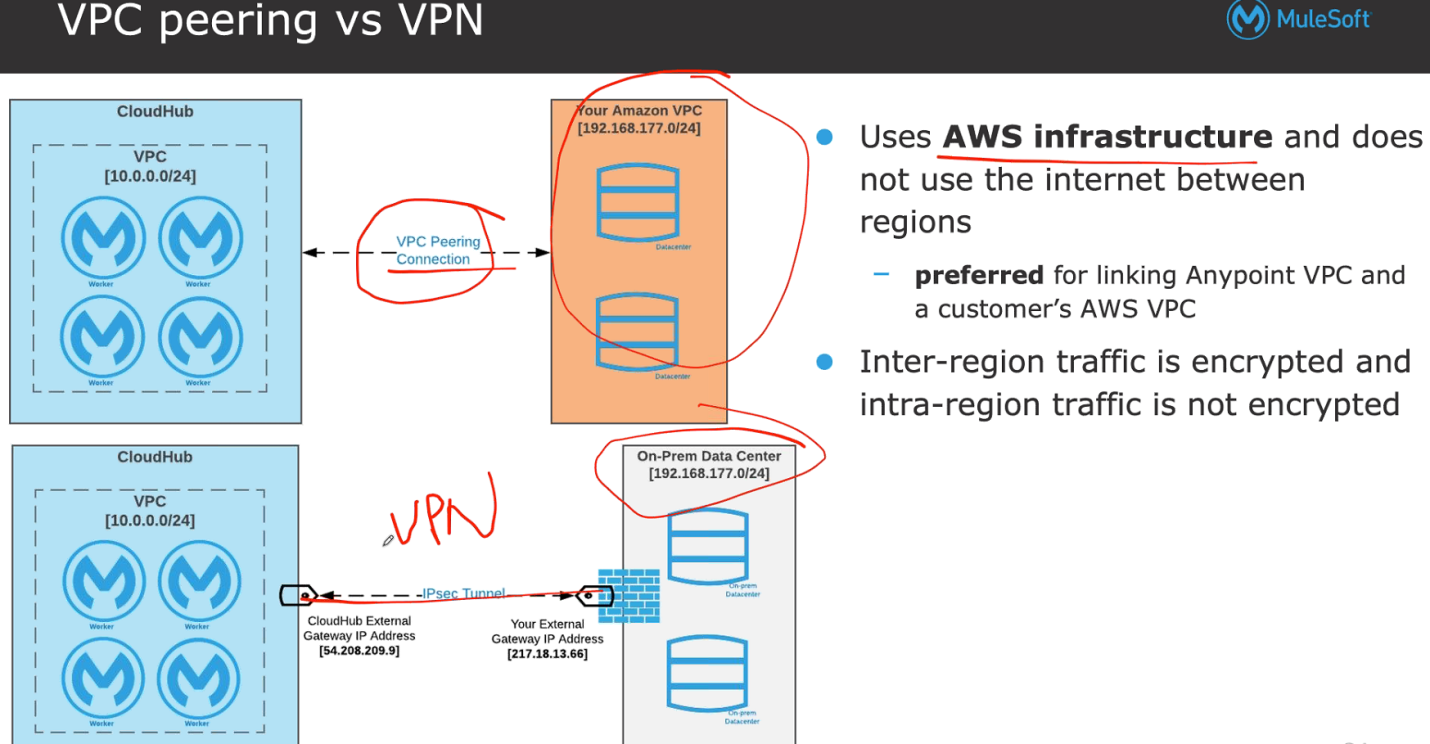 VPC peering vs VPN
MuleSoft
CloudHub
VPC
[10.0.0.0/24]
Worker
Worker
Worker
Worker
VPC Peering
Connection
Your Amazon VPC
[192.168.177.0/24]
Datacenter
Datacenter
Uses AWS infrastructure and does
not use the internet between
regions
– preferred for linking Anypoint VPC and
a customer's AWS VPC
Inter-region traffic is encrypted and
intra-region traffic is not encrypted
CloudHub
VPC
[10.0.0.0/24]
Worker
Worker
Worker
Worker
VPN
IPsec Tunnel
CloudHub External
Gateway IP Address
[54.208.209.9]
Your External
Gateway IP Address
[217.18.13.66]
On-Prem Data Center
[192.168.177.0/24]
On-prem
Datacenter
On-prem
Datacenter